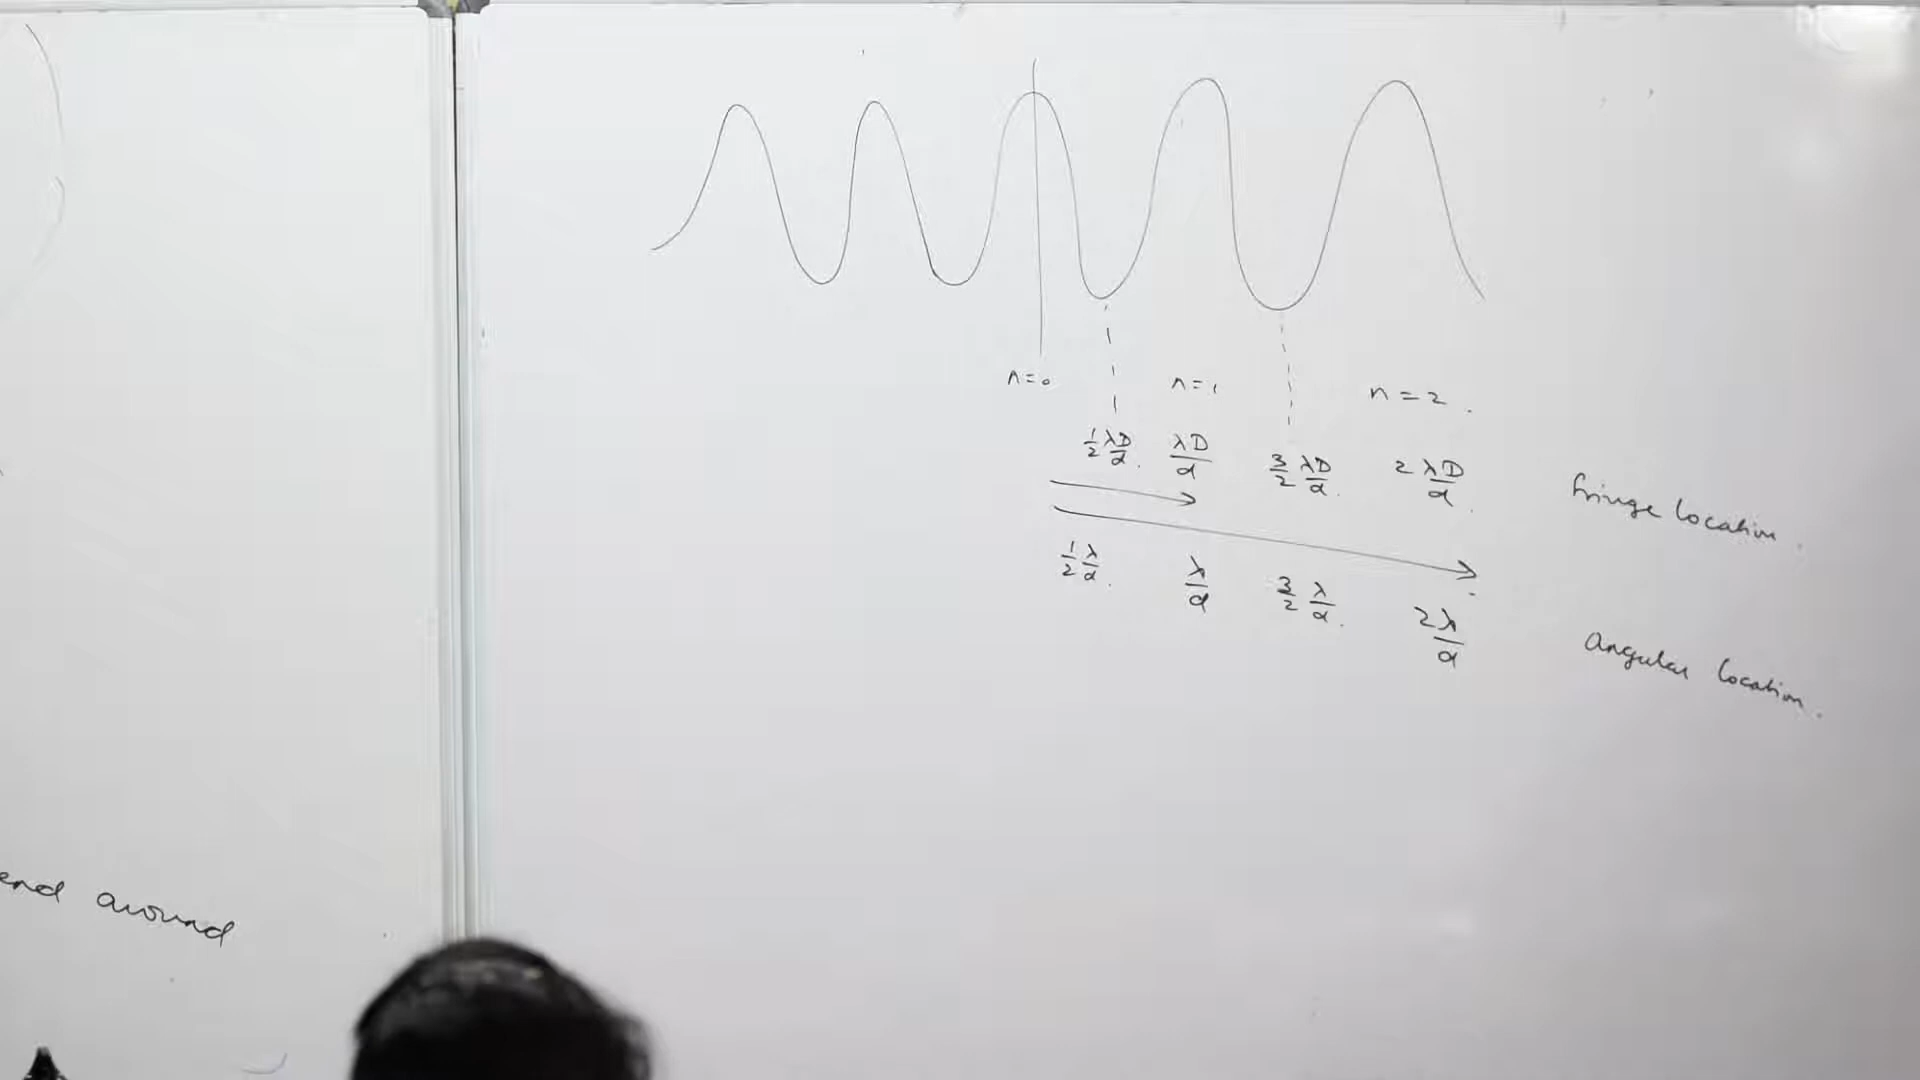 n=0 n=1 n=2.
½ λD/d. λD/d 3/2 λD/d. 2 λD/d. fringe location.
½ λ/d. λ/d 3/2 λ/d. 2λ/d angular location.
around